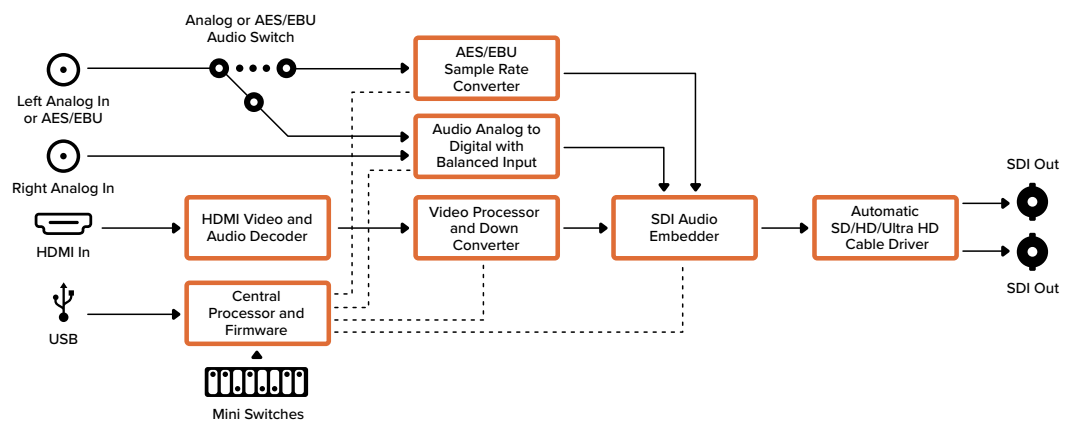 Analog or AES/EBU
Audio Switch
Left Analog In
or AES/EBU
AES/EBU
Sample Rate
Converter
Audio Analog to
Digital with
Balanced Input
Right Analog In
HDMI In
HDMI Video and
Audio Decoder
Video Processor
and Down
Converter
SDI Audio
Embedder
Automatic
SD/HD/Ultra HD
Cable Driver
SDI Out
SDI Out
USB
Central
Processor and
Firmware
Mini Switches